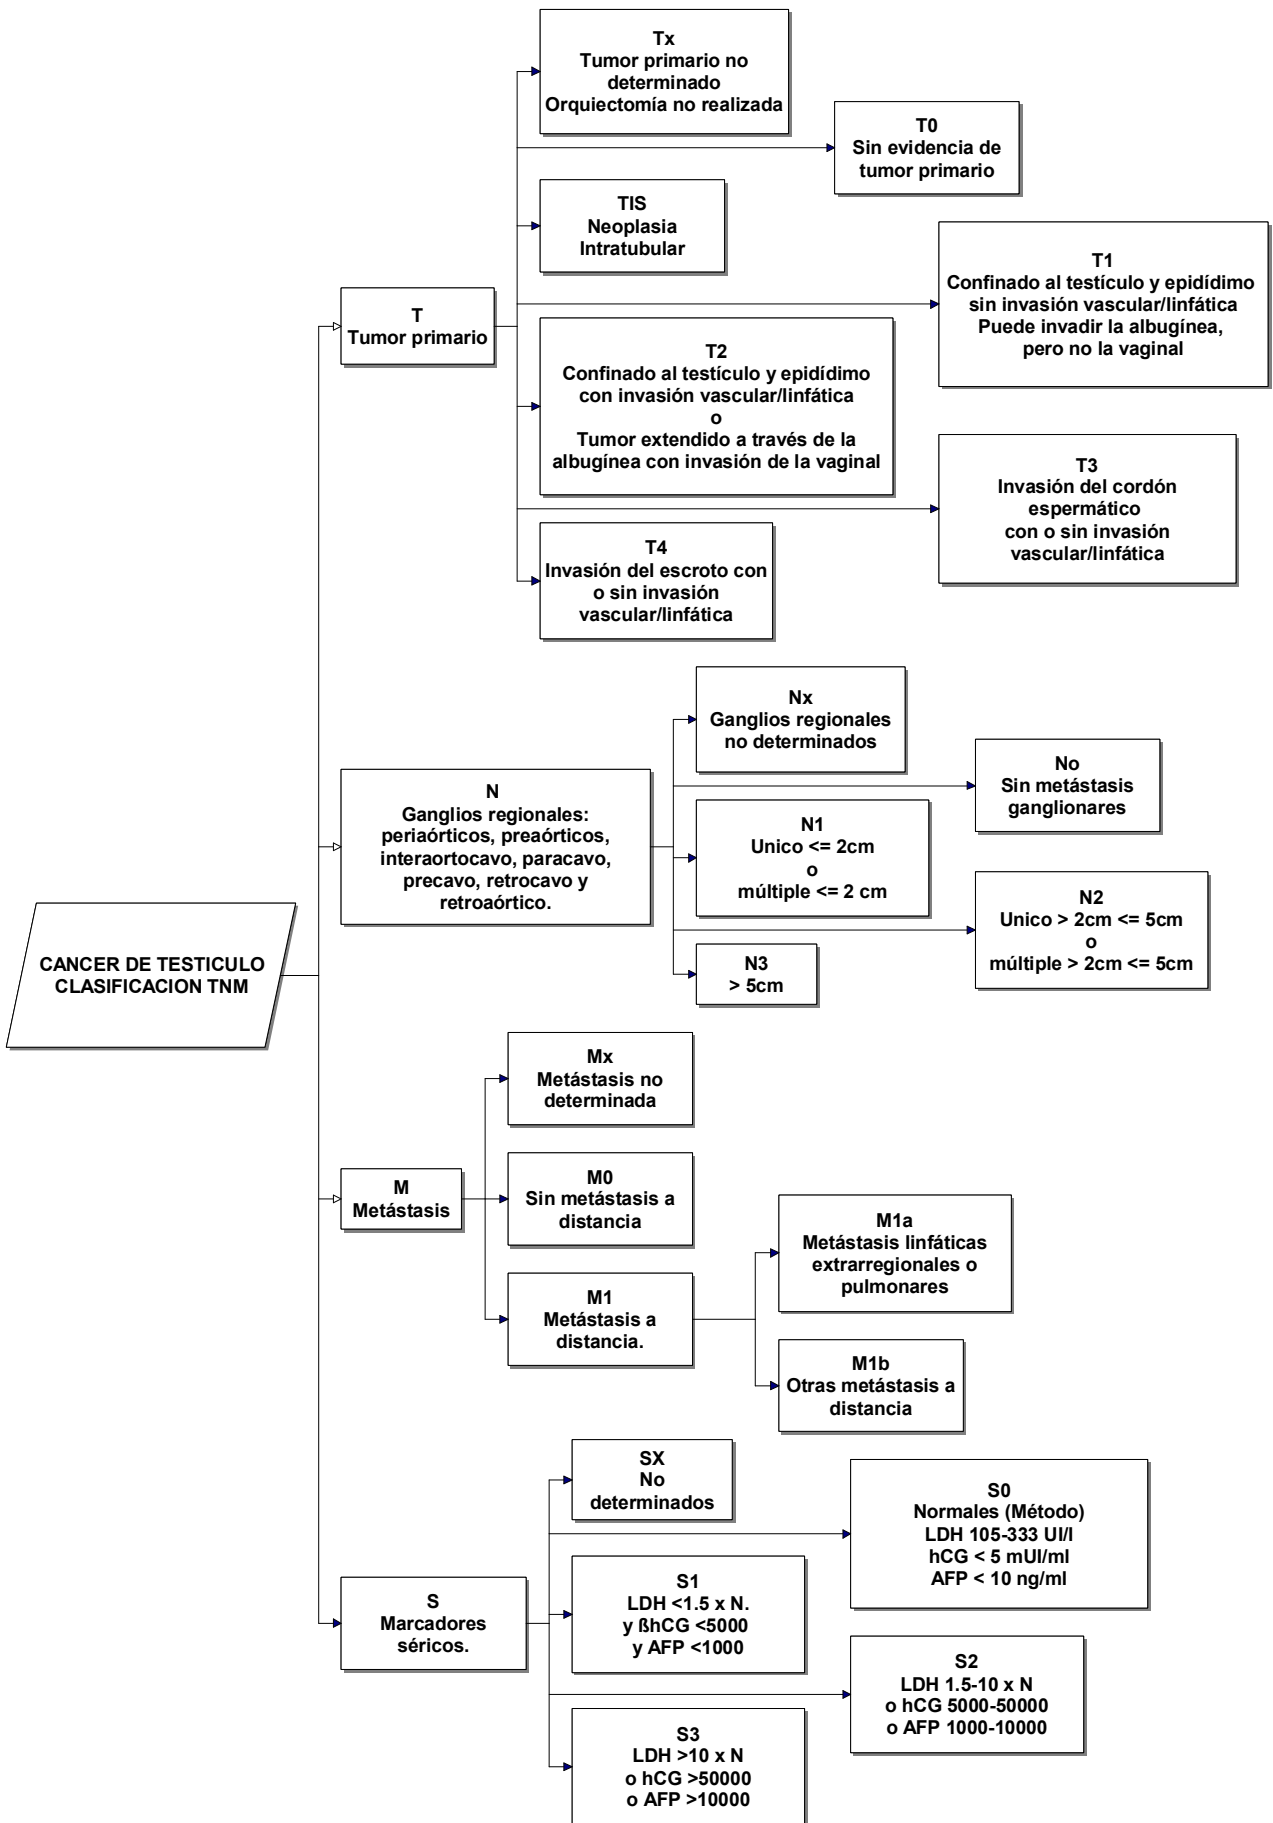 Tx
Tumor primario no
determinado
Orquiectomía no realizada
T0
Sin evidencia de
tumor primario
TIS
Neoplasia
Intratubular
T1
Confinado al testículo y epidídimo
sin invasión vascular/linfática
Puede invadir la albugínea,
pero no la vaginal
T
Tumor primario
T2
Confinado al testículo y epidídimo
con invasión vascular/linfática
o
Tumor extendido a través de la
albugínea con invasión de la vaginal
T3
Invasión del cordón
espermático
con o sin invasión
vascular/linfática
T4
Invasión del escroto con
o sin invasión
vascular/linfática
Nx
Ganglios regionales
no determinados
No
Sin metástasis
ganglionares
N
Ganglios regionales:
periaórticos, preaórticos,
interaortocavo, paracavo,
precavo, retrocavo y
retroaórtico.
N1
Unico <= 2cm
o
múltiple <= 2 cm
N2
Unico > 2cm <= 5cm
o
múltiple > 2cm <= 5cm
N3
> 5cm
CANCER DE TESTICULO
CLASIFICACION TNM
Mx
Metástasis no
determinada
M
Metástasis
M0
Sin metástasis a
distancia
M1a
Metástasis linfáticas
extrarregionales o
pulmonares
M1
Metástasis a
distancia.
M1b
Otras metástasis a
distancia
SX
No
determinados
S0
Normales (Método)
LDH 105-333 UI/l
hCG < 5 mUI/ml
AFP < 10 ng/ml
S
Marcadores
séricos.
S1
LDH <1.5 x N.
y ßhCG <5000
y AFP <1000
S2
LDH 1.5-10 x N
o hCG 5000-50000
o AFP 1000-10000
S3
LDH >10 x N
o hCG >50000
o AFP >10000